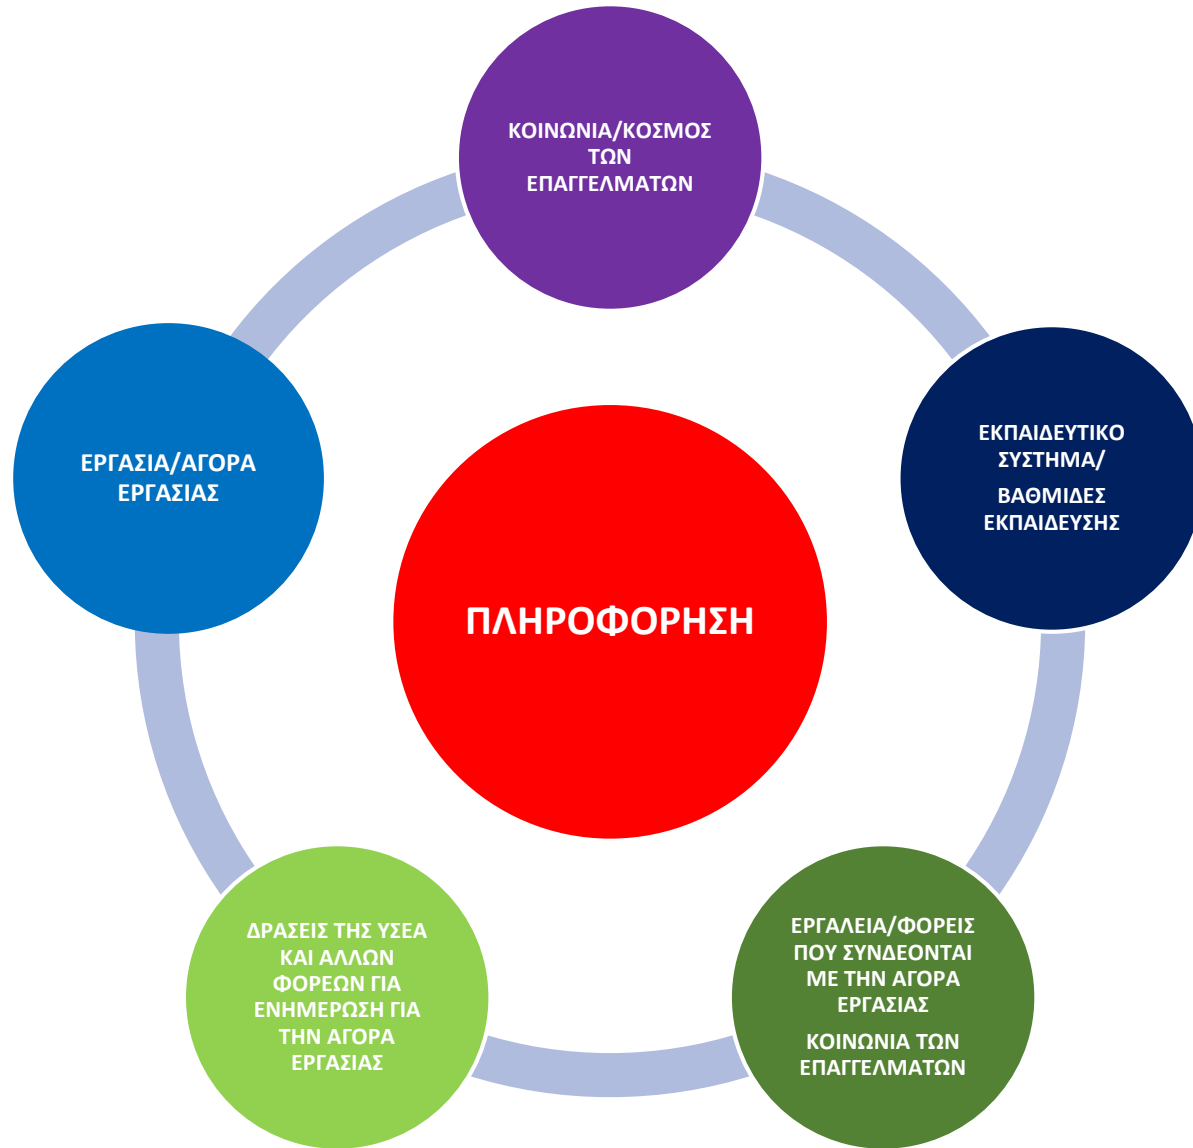 ΚΟΙΝΩΝΙΑ/ΚΟΣΜΟΣ
ΤΩΝ
ΕΠΑΓΓΕΛΜΑΤΩΝ
ΕΚΠΑΙΔΕΥΤΙΚΟ
ΣΥΣΤΗΜΑ/
ΒΑΘΜΙΔΕΣ
ΕΚΠΑΙΔΕΥΣΗΣ
ΕΡΓΑΛΕΙΑ/ΦΟΡΕΙΣ
ΠΟΥ ΣΥΝΔΕΟΝΤΑΙ
ΜΕ ΤΗΝ ΑΓΟΡΑ
ΕΡΓΑΣΙΑΣ
ΚΟΙΝΩΝΙΑ ΤΩΝ
ΕΠΑΓΓΕΛΜΑΤΩΝ
ΔΡΑΣΕΙΣ ΤΗΣ ΥΣΕΑ
ΚΑΙ ΑΛΛΩΝ
ΦΟΡΕΩΝ ΓΙΑ
ΕΝΗΜΕΡΩΣΗ ΓΙΑ
ΤΗΝ ΑΓΟΡΑ
ΕΡΓΑΣΙΑΣ
ΕΡΓΑΣΙΑ/ΑΓΟΡΑ
ΕΡΓΑΣΙΑΣ
ΠΛΗΡΟΦΟΡΗΣΗ